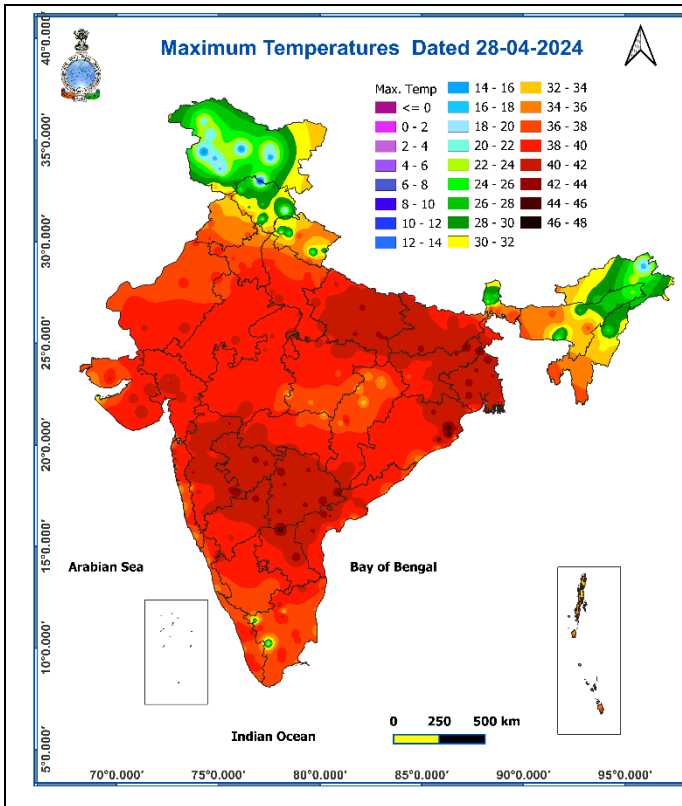 Maximum Temperatures Dated 28-04-2024
Max. Temp
<= 0
0 - 2
2 - 4
4 - 6
6 - 8
8 - 10
10 - 12
12 - 14
14 - 16
16 - 18
18 - 20
20 - 22
22 - 24
24 - 26
26 - 28
28 - 30
30 - 32
32 - 34
34 - 36
36 - 38
38 - 40
40 - 42
42 - 44
44 - 46
46 - 48
40°0.000'
35°0.000'
30°0.000'
25°0.000'
20°0.000'
15°0.000'
10°0.000'
5°0.000'
Arabian Sea
Bay of Bengal
Indian Ocean
0 250 500 km
70°0.000' 75°0.000' 80°0.000' 85°0.000' 90°0.000' 95°0.000'